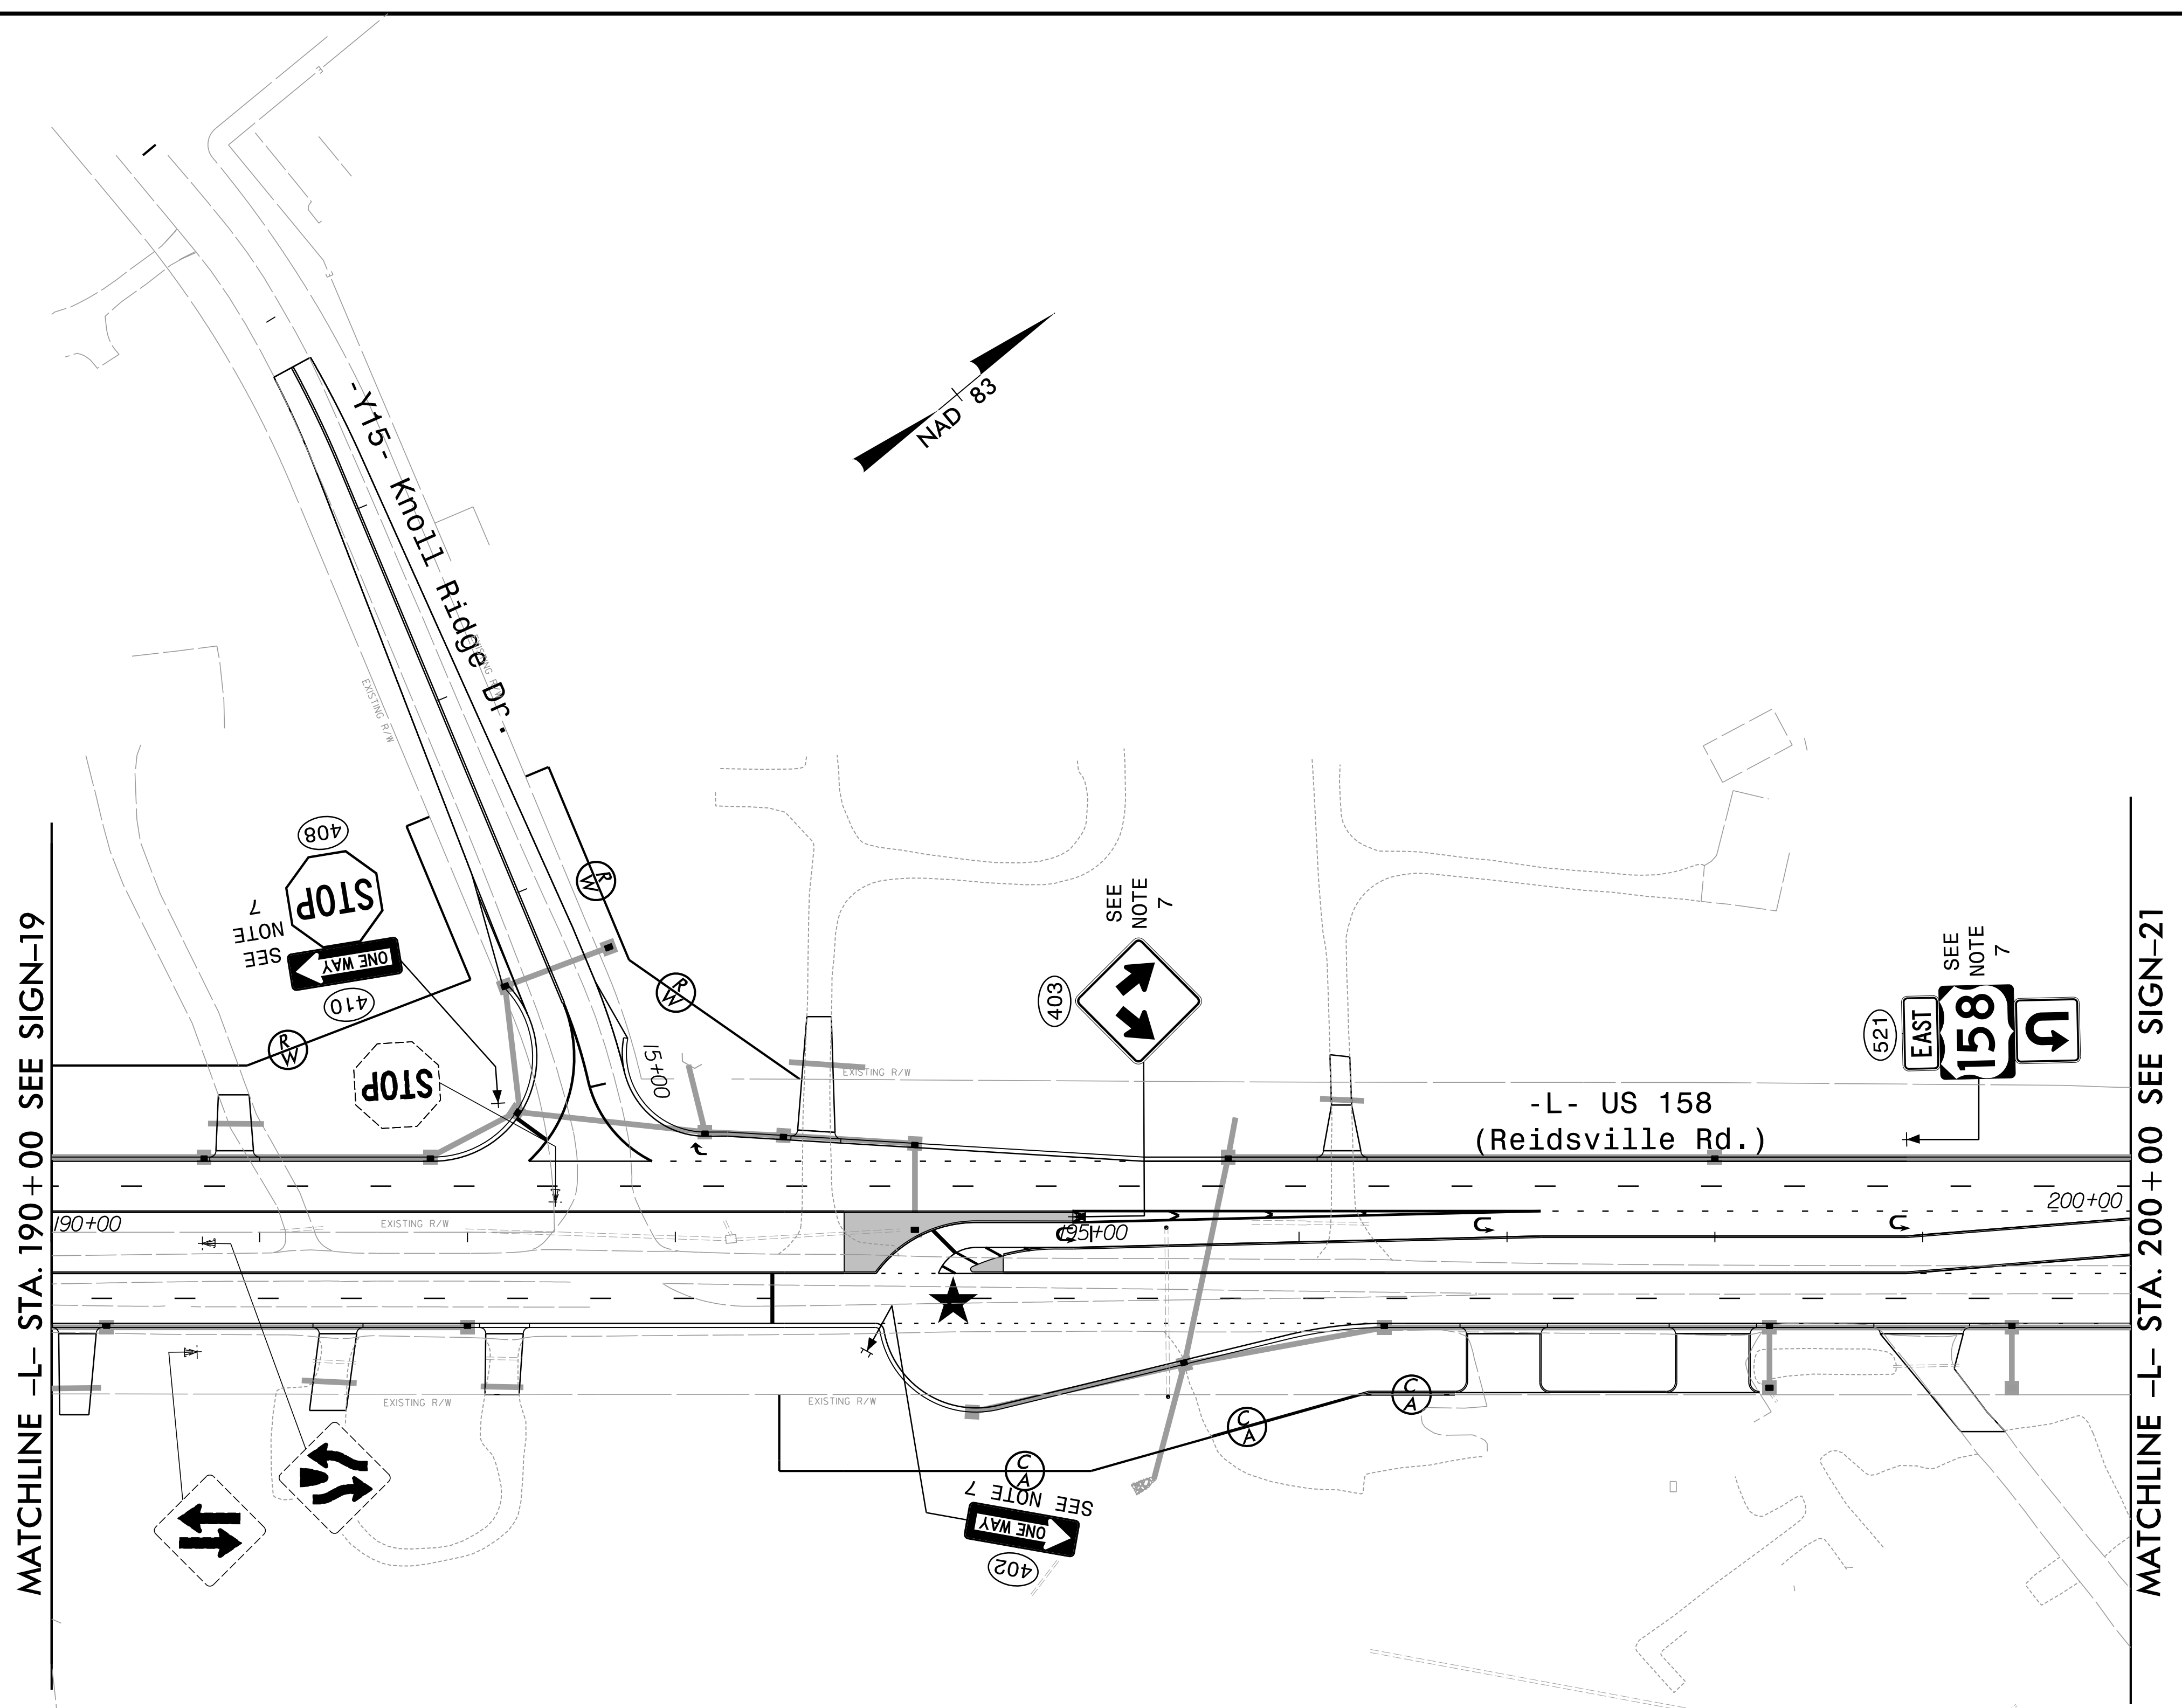 NAD 83
-Y15- Knoll Ridge Dr.
EXISTING R/W
EXISTING R/W
408
STOP
SEE
NOTE
7
ONE WAY
410
R
W
R
W
R
W
STOP
15+00
SEE
NOTE
7
403
EXISTING R/W
SEE
NOTE
7
521
EAST
158
-L- US 158
(Reidsville Rd.)
MATCHLINE -L- STA. 190+00 SEE SIGN-19
MATCHLINE -L- STA. 200+00 SEE SIGN-21
190+00
EXISTING R/W
195+00
200+00
EXISTING R/W
EXISTING R/W
C
A
C
A
C
A
SEE NOTE 7
ONE WAY
402
E
E